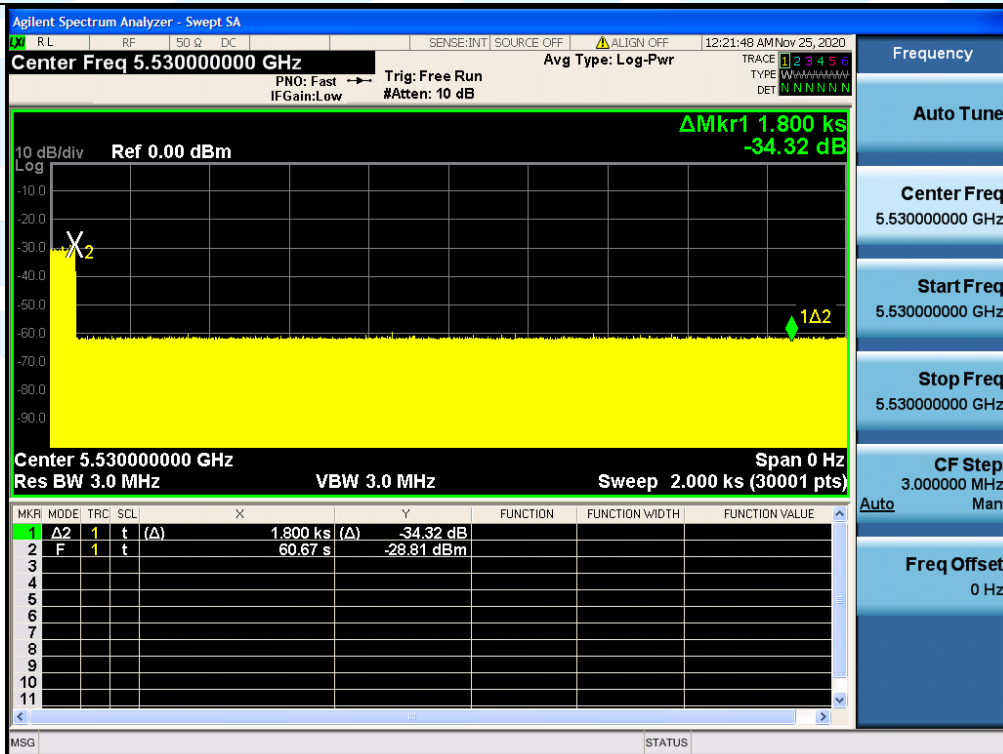 Agilent Spectrum Analyzer - Swept SA
LXI RL RF 50 Ω DC SENSE:INT SOURCE OFF ALIGN OFF 12:21:48 AM Nov 25, 2020
Center Freq 5.530000000 GHz Avg Type: Log-Pwr TRACE 1 2 3 4 5 6
PNO: Fast Trig: Free Run TYPE
IFGain:Low #Atten: 10 dB DET N N N N N N
ΔMkr1 1.800 ks
-34.32 dB
10 dB/div Ref 0.00 dBm
Log
-10.0
-20.0
-30.0
X2
-40.0
-50.0
1Δ2
-60.0
-70.0
-80.0
-90.0
Center 5.530000000 GHz Span 0 Hz
Res BW 3.0 MHz VBW 3.0 MHz Sweep 2.000 ks (30001 pts)
MKR MODE TRC SCL X Y FUNCTION FUNCTION WIDTH FUNCTION VALUE
1 Δ2 1 t (Δ) 1.800 ks (Δ) -34.32 dB
2 F 1 t 60.67 s -28.81 dBm
3
4
5
6
7
8
9
10
11
MSG STATUS
Frequency
Auto Tune
Center Freq
5.530000000 GHz
Start Freq
5.530000000 GHz
Stop Freq
5.530000000 GHz
CF Step
3.000000 MHz
Auto Man
Freq Offset
0 Hz